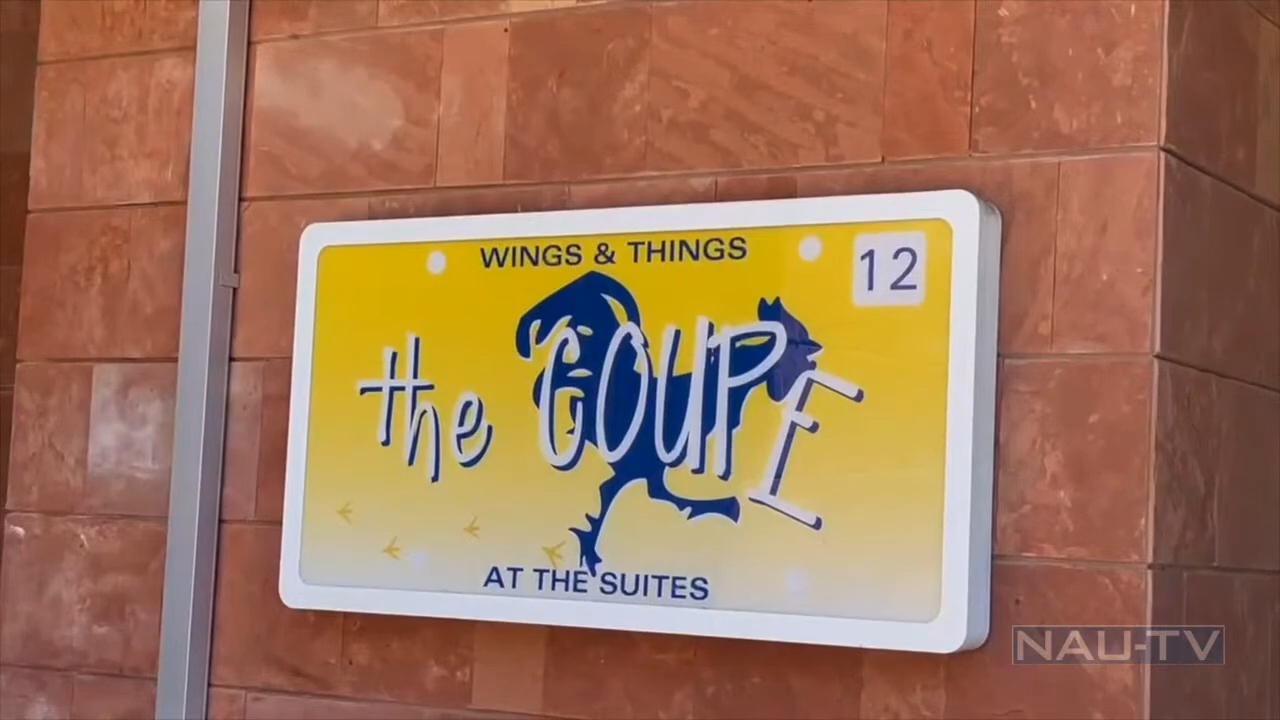 WINGS & THINGS
12
the COUPE
AT THE SUITES
NAU-TV